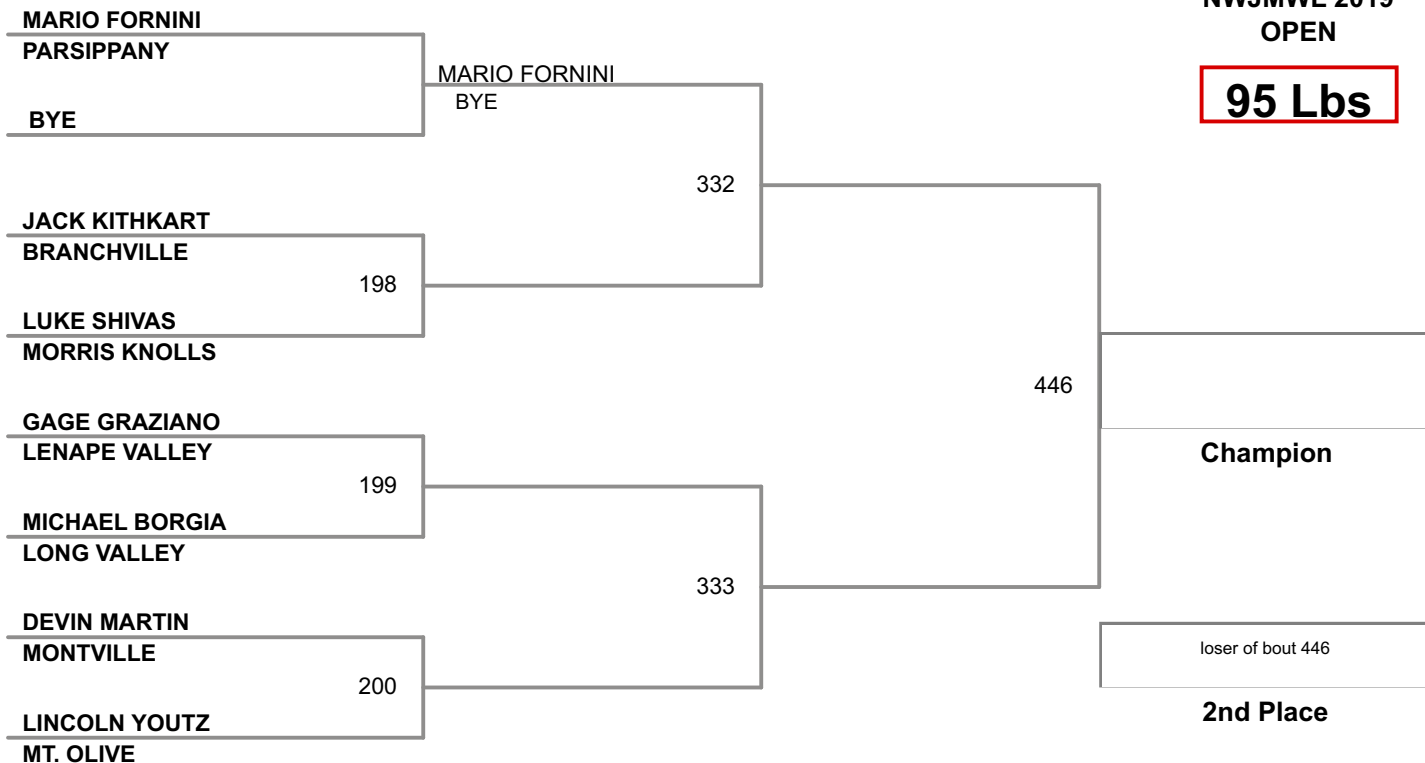 NWJMWL 2019
OPEN
95 Lbs
MARIO FORNINI
PARSIPPANY
MARIO FORNINI
BYE
BYE
332
JACK KITHKART
BRANCHVILLE
198
LUKE SHIVAS
MORRIS KNOLLS
446
GAGE GRAZIANO
LENAPE VALLEY
Champion
199
MICHAEL BORGIA
LONG VALLEY
333
DEVIN MARTIN
MONTVILLE
loser of bout 446
200
2nd Place
LINCOLN YOUTZ
MT. OLIVE